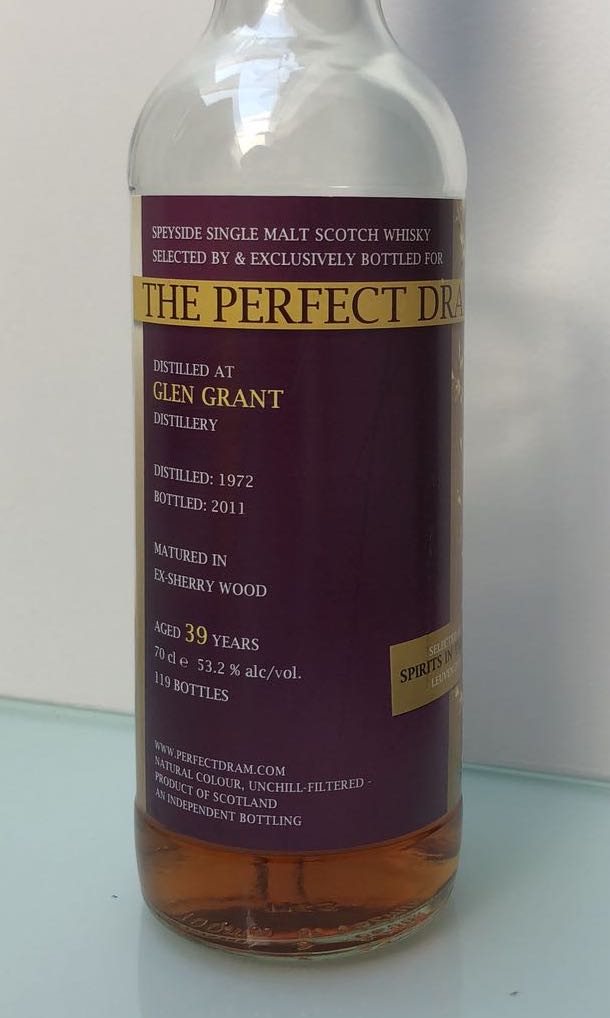 SPEYSIDE SINGLE MALT SCOTCH WHISKY
SELECTED BY & EXCLUSIVELY BOTTLED FOR
THE PERFECT DRA
DISTILLED AT
GLEN GRANT
DISTILLERY
DISTILLED: 1972
BOTTLED: 2011
MATURED IN
EX-SHERRY WOOD
AGED 39 YEARS
70 cl e 53.2 % alc/vol.
119 BOTTLES
SPIRITS IN
WWW.PERFECTDRAM.COM
NATURAL COLOUR, UNCHILL-FILTERED -
PRODUCT OF SCOTLAND
AN INDEPENDENT BOTTLING